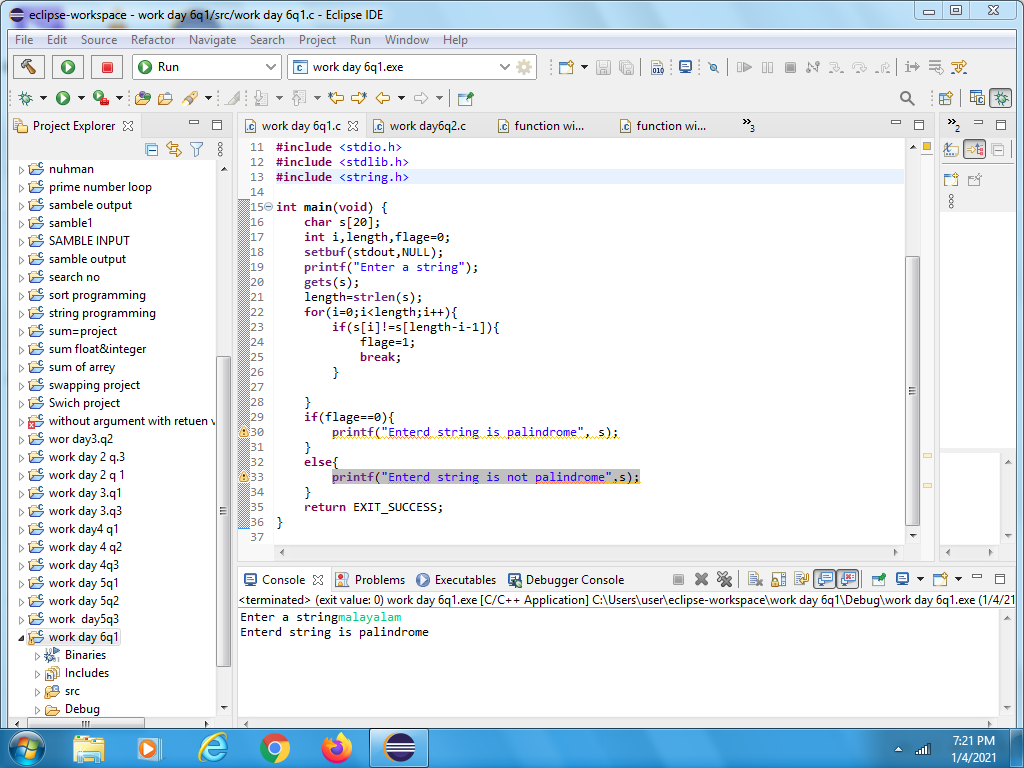 eclipse-workspace - work day 6q1/src/work day 6q1.c - Eclipse IDE
File Edit Source Refactor Navigate Search Project Run Window Help
Run
work day 6q1.exe
Project Explorer
nuhman
prime number loop
sambele output
samble1
SAMBLE INPUT
samble output
search no
sort programming
string programming
sum=project
sum float&integer
sum of arrey
swapping project
Swich project
without argument with retuen v
wor day3.q2
work day 2 q.3
work day 2 q 1
work day 3.q1
work day 3.q3
work day4 q1
work day 4 q2
work day 4q3
work day 5q1
work day 5q2
work  day5q3
work day 6q1
Binaries
Includes
src
Debug
work day 6q1.c
work day6q2.c
function wi...
function wi...
3
2
11 #include <stdio.h>
12 #include <stdlib.h>
13 #include <string.h>
14
15 int main(void) {
16     char s[20];
17     int i,length,flage=0;
18     setbuf(stdout,NULL);
19     printf("Enter a string");
20     gets(s);
21     length=strlen(s);
22     for(i=0;i<length;i++){
23         if(s[i]!=s[length-i-1]){
24             flage=1;
25             break;
26         }
27
28     }
29     if(flage==0){
30         printf("Enterd string is palindrome", s);
31     }
32     else{
33         printf("Enterd string is not palindrome",s);
34     }
35     return EXIT_SUCCESS;
36 }
37
Console
Problems
Executables
Debugger Console
<terminated> (exit value: 0) work day 6q1.exe [C/C++ Application] C:\Users\user\eclipse-workspace\work day 6q1\Debug\work day 6q1.exe (1/4/21
Enter a stringmalayalam
Enterd string is palindrome
7:21 PM
1/4/2021